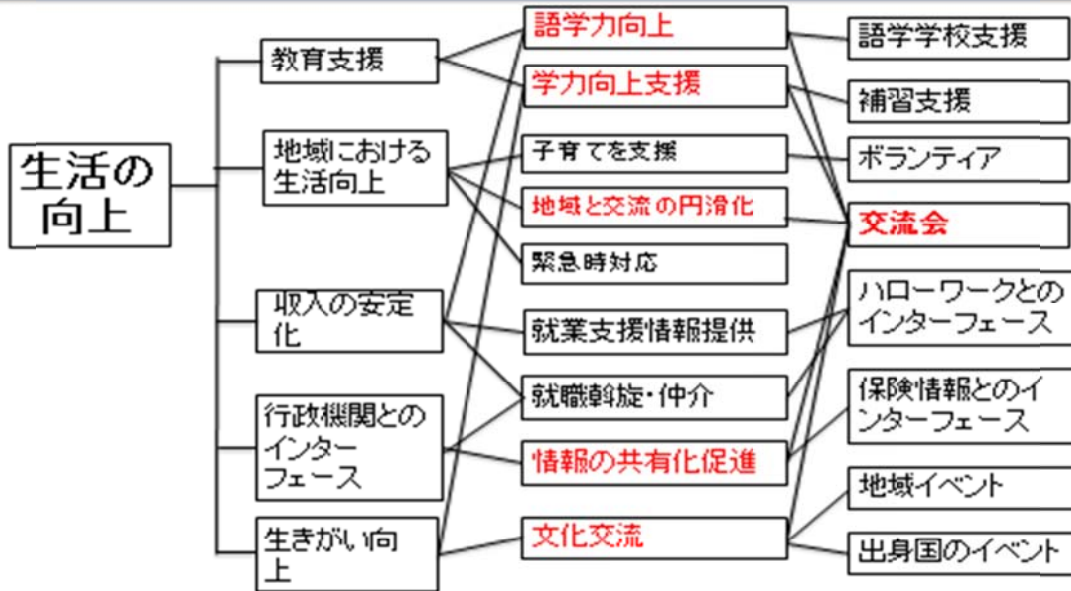 生活の
向上
教育支援
地域における
生活向上
収入の安定
化
行政機関との
インター
フェース
生きがい向
上
語学力向上
学力向上支援
子育てを支援
地域と交流の円滑化
緊急時対応
就業支援情報提供
就職斡旋・仲介
情報の共有化促進
文化交流
語学学校支援
補習支援
ボランティア
交流会
ハローワークとの
インターフェース
保険情報とのイ
ンターフェース
地域イベント
出身国のイベント